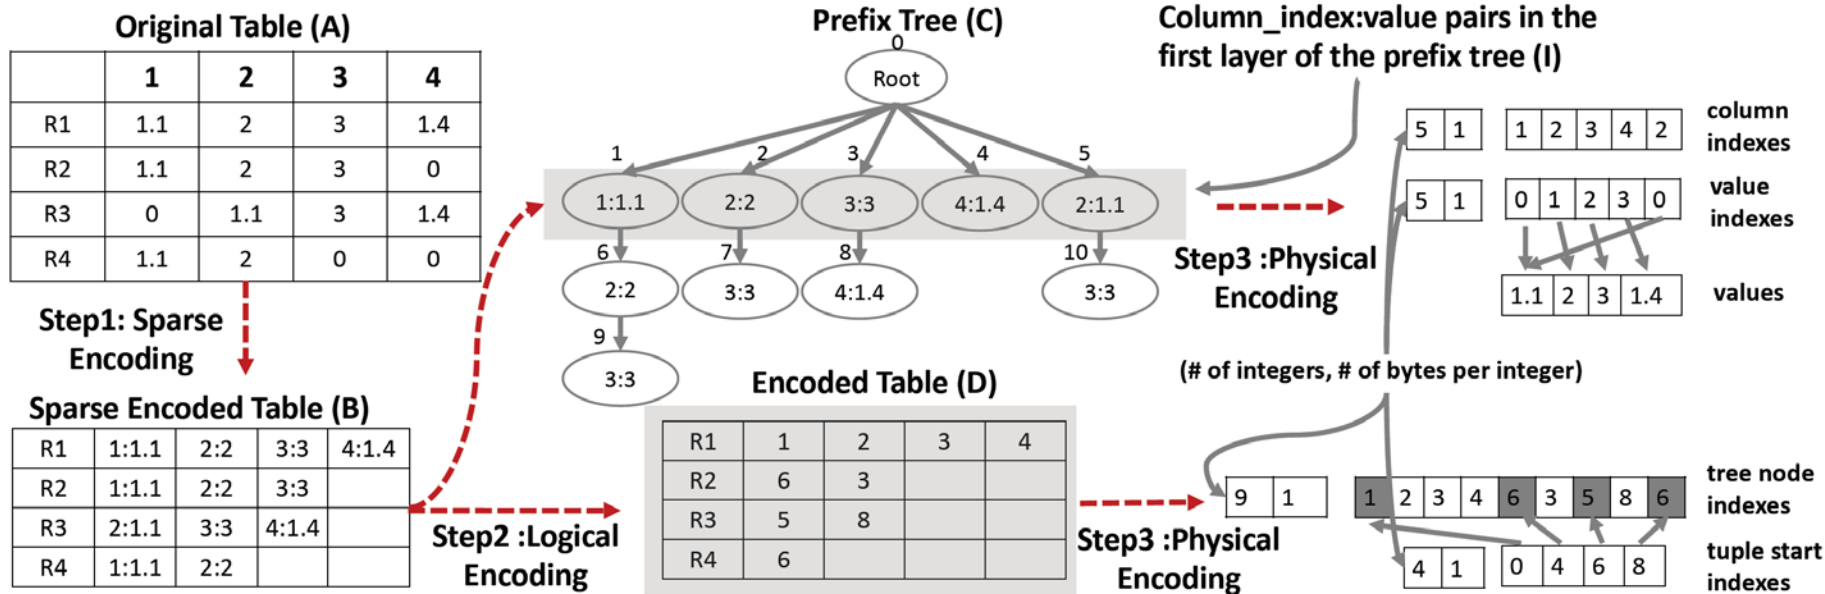 Original Table (A)
1 2 3 4
R1 1.1 2 3 1.4
R2 1.1 2 3 0
R3 0 1.1 3 1.4
R4 1.1 2 0 0
Step1: Sparse
Encoding
Sparse Encoded Table (B)
R1 1:1.1 2:2 3:3 4:1.4
R2 1:1.1 2:2 3:3
R3 2:1.1 3:3 4:1.4
R4 1:1.1 2:2
Prefix Tree (C)
0
Root
1 2 3 4 5
1:1.1 2:2 3:3 4:1.4 2:1.1
6 7 8 10
2:2 3:3 4:1.4 3:3
9
3:3
Step2 :Logical
Encoding
Encoded Table (D)
R1 1 2 3 4
R2 6 3
R3 5 8
R4 6
Column_index:value pairs in the
first layer of the prefix tree (I)
Step3 :Physical
Encoding
5 1 1 2 3 4 2
column
indexes
5 1 0 1 2 3 0
value
indexes
1.1 2 3 1.4
values
(# of integers, # of bytes per integer)
Step3 :Physical
Encoding
9 1 1 2 3 4 6 3 5 8 6
tree node
indexes
4 1 0 4 6 8
tuple start
indexes